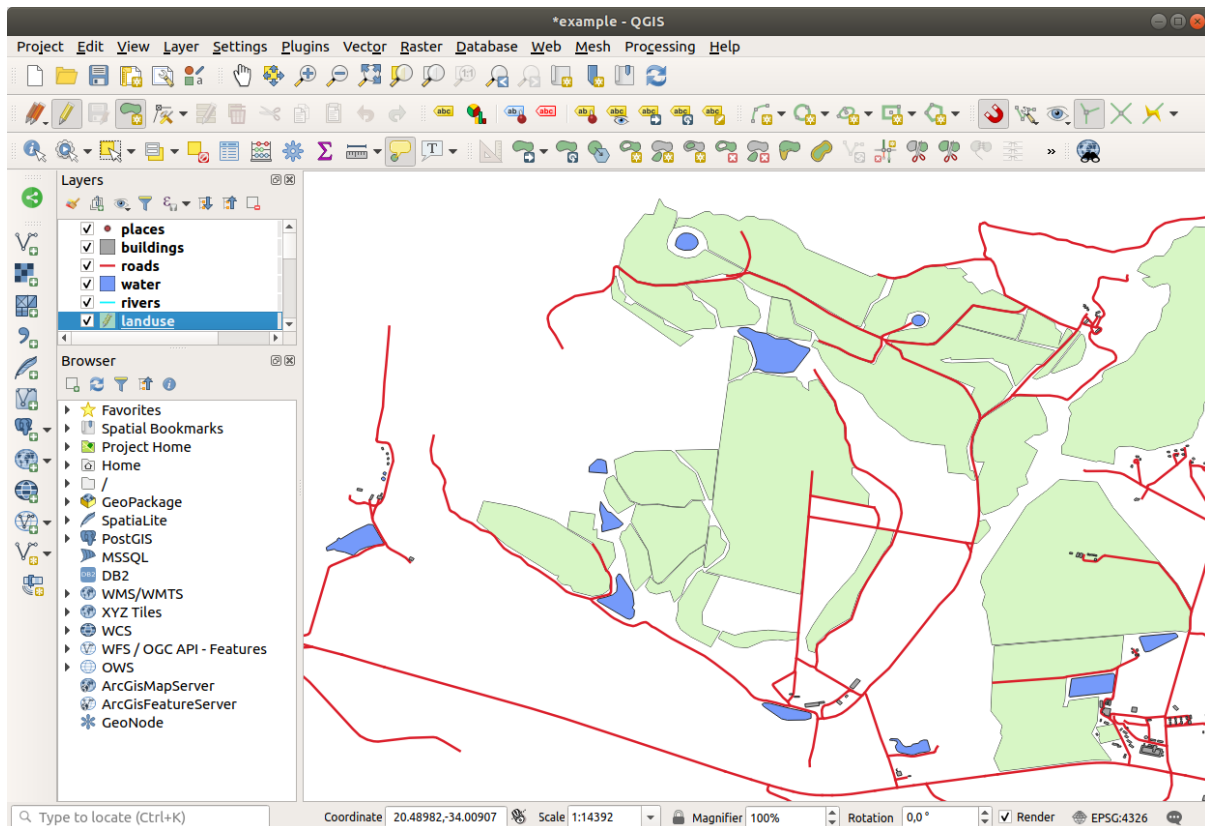 *example - QGIS
Project Edit View Layer Settings Plugins Vector Raster Database Web Mesh Processing Help
Layers
places
buildings
roads
water
rivers
landuse
Browser
Favorites
Spatial Bookmarks
Project Home
Home
/
GeoPackage
SpatiaLite
PostGIS
MSSQL
DB2
WMS/WMTS
XYZ Tiles
WCS
WFS / OGC API - Features
OWS
ArcGisMapServer
ArcGisFeatureServer
GeoNode
Type to locate (Ctrl+K) Coordinate 20.48982,-34.00907 Scale 1:14392 Magnifier 100% Rotation 0,0 ° Render EPSG:4326